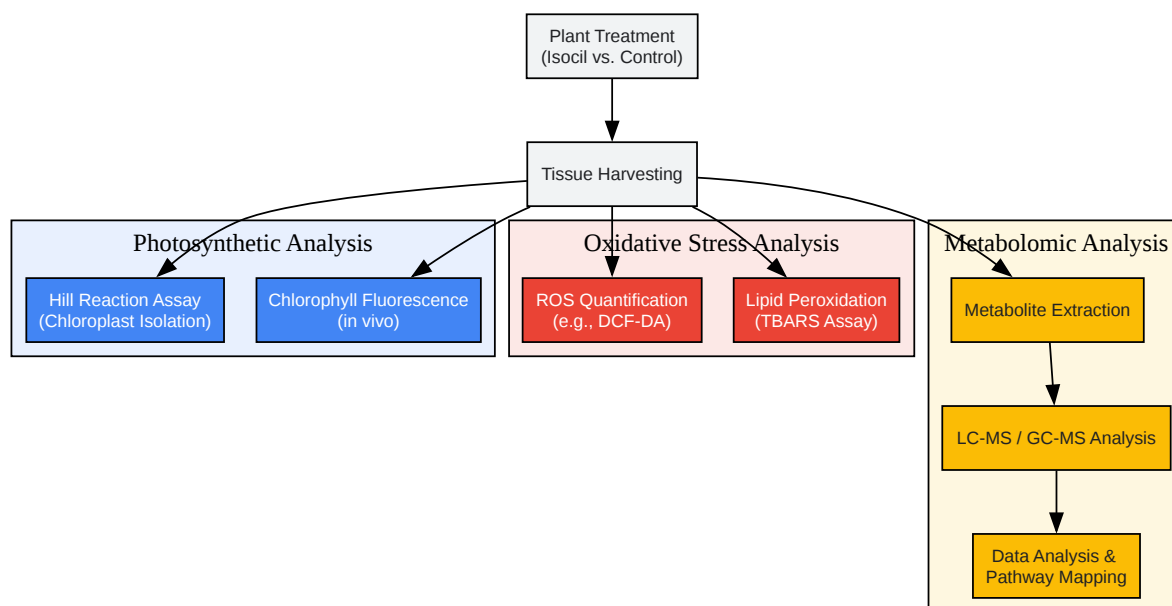 Plant Treatment
(Isocil vs. Control)
Tissue Harvesting
Photosynthetic Analysis
Hill Reaction Assay
(Chloroplast Isolation)
Chlorophyll Fluorescence
(in vivo)
Oxidative Stress Analysis
ROS Quantification
(e.g., DCF-DA)
Lipid Peroxidation
(TBARS Assay)
Metabolomic Analysis
Metabolite Extraction
LC-MS / GC-MS Analysis
Data Analysis &
Pathway Mapping